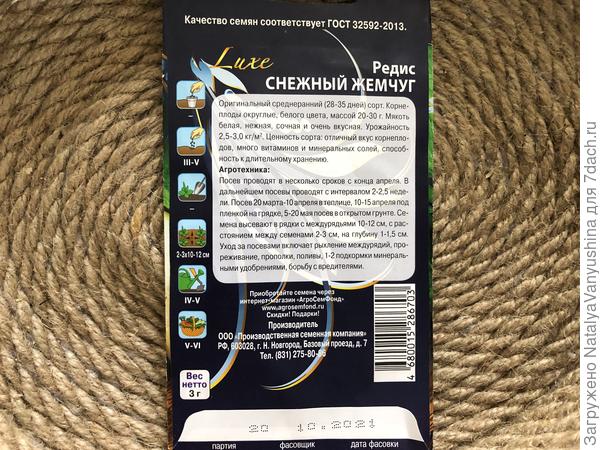 Качество семян соответствует ГОСТ 32592-2013.
Luxe
Редис
СНЕЖНЫЙ ЖЕМЧУГ
Оригинальный среднеранний (28-35 дней) сорт. Корне-
плоды округлые, белого цвета, массой 20-30 г. Мякоть
белая, нежная, сочная и очень вкусная. Урожайность
2,5-3,0 кг/м². Ценность сорта: отличный вкус корнепло-
дов, много витаминов и минеральных солей, способ-
ность к длительному хранению.
Агротехника:
Посев проводят в несколько сроков с конца апреля. В
дальнейшем посевы проводят с интервалом 2-2,5 неде-
ли. Посев 20 марта-10 апреля в теплице, 10-15 апреля под
пленкой на грядке, 5-20 мая посев в открытом грунте. Се-
мена высевают в рядки с междурядьями 10-12 см, с рас-
стоянием между семенами 2-3 см, на глубину 1-1,5 см.
Уход за посевами включает рыхление междурядий, про-
реживание, прополки, поливы, 1-2 подкормки минераль-
ными удобрениями, борьбу с вредителями.
–
III-V
–
2-3x10-12 см
IV-V
V-VI
Приобретайте семена через
интернет-магазин «АгроСемФонд»
www.agrosemfond.ru
Скидки! Подарки!
Производитель
ООО «Производственная семенная компания»
РФ, 603028, г. Н. Новгород, Базовый проезд, д. 7
Тел. (831) 275-80-
4 680015 286703
Вес
нетто
3 г
20 10.2021
партия фасовщик дата фасовки
Загружено NatalyaVanyushina для 7dach.ru